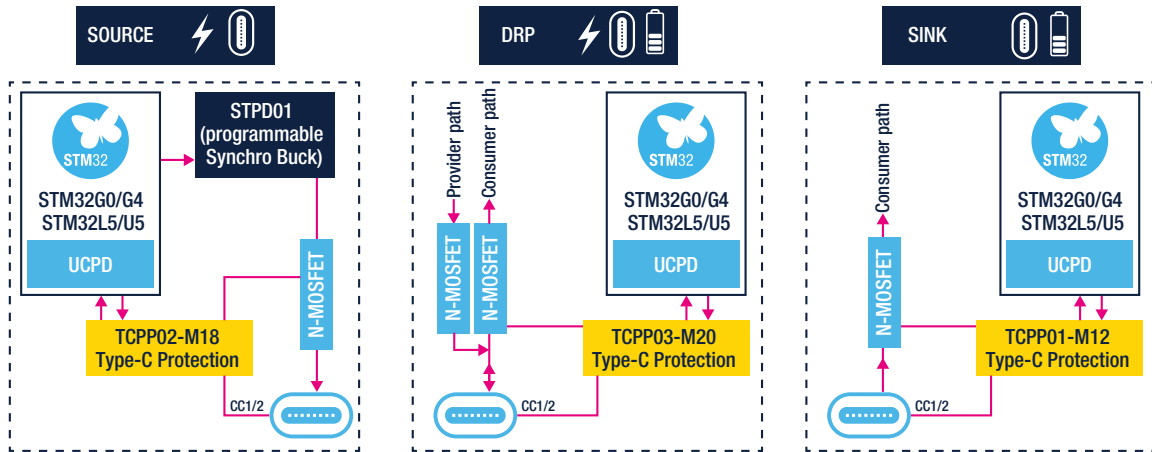 SOURCE
STPD01
(programmable
Synchro Buck)
STM32
STM32G0/G4
STM32L5/U5
UCPD
N-MOSFET
TCPP02-M18
Type-C Protection
CC1/2
DRP
Provider path
Consumer path
STM32
STM32G0/G4
STM32L5/U5
UCPD
N-MOSFET
N-MOSFET
TCPP03-M20
Type-C Protection
CC1/2
SINK
Consumer path
STM32
STM32G0/G4
STM32L5/U5
UCPD
N-MOSFET
TCPP01-M12
Type-C Protection
CC1/2